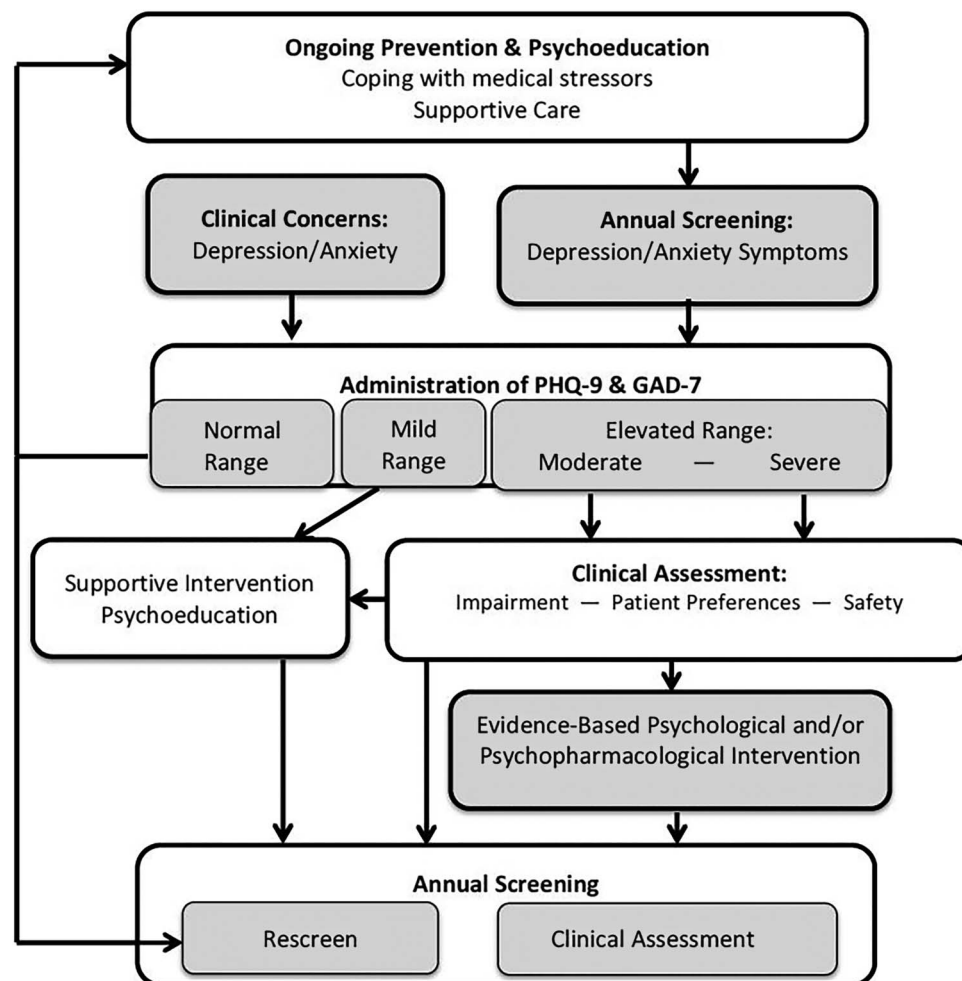 Ongoing Prevention & Psychoeducation
Coping with medical stressors
Supportive Care
Clinical Concerns:
Depression/Anxiety
Annual Screening:
Depression/Anxiety Symptoms
Administration of PHQ-9 & GAD-7
Normal
Range
Mild
Range
Elevated Range:
Moderate — Severe
Supportive Intervention
Psychoeducation
Clinical Assessment:
Impairment — Patient Preferences — Safety
Evidence-Based Psychological and/or
Psychopharmacological Intervention
Annual Screening
Rescreen
Clinical Assessment